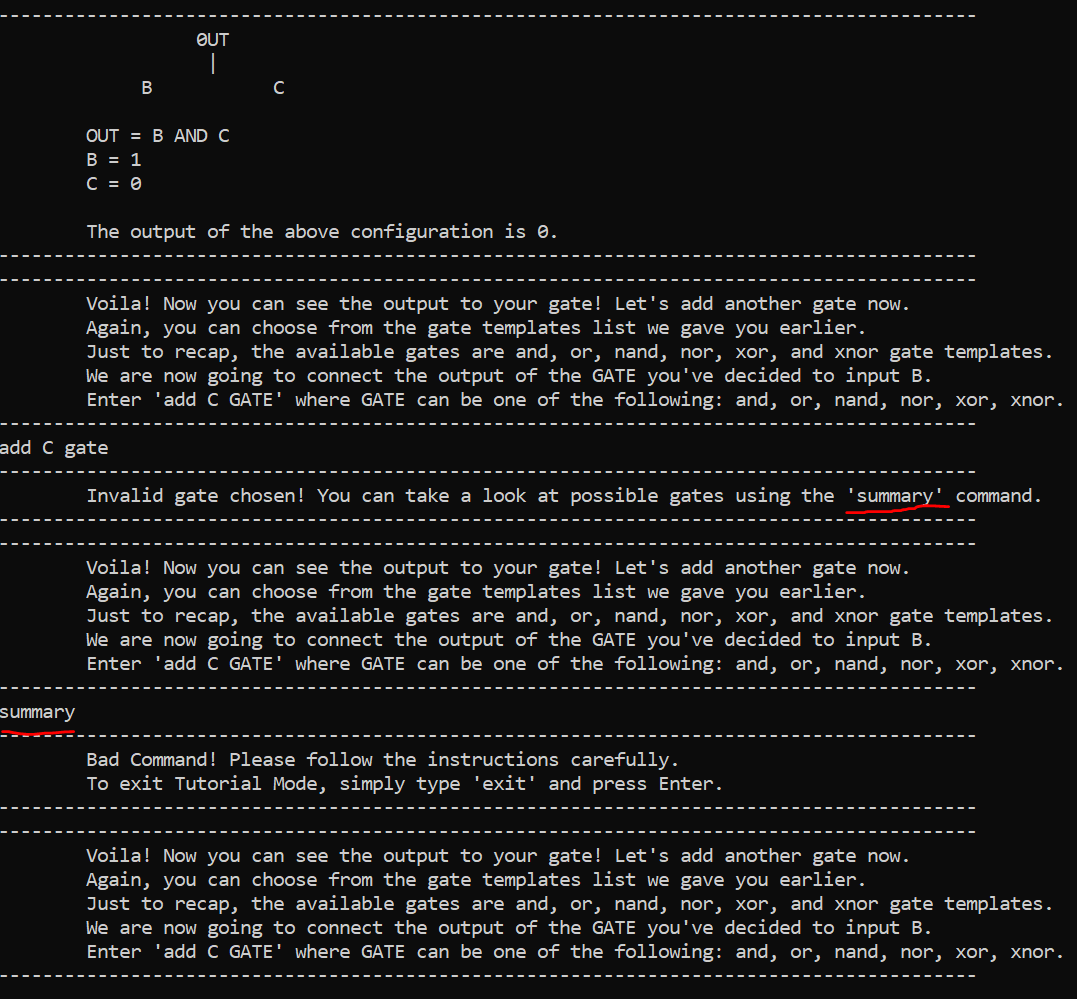 ----------------------------------------------------------------------------------------
0UT
|
B C
OUT = B AND C
B = 1
C = 0
The output of the above configuration is 0.
----------------------------------------------------------------------------------------
----------------------------------------------------------------------------------------
Voila! Now you can see the output to your gate! Let's add another gate now.
Again, you can choose from the gate templates list we gave you earlier.
Just to recap, the available gates are and, or, nand, nor, xor, and xnor gate templates.
We are now going to connect the output of the GATE you've decided to input B.
Enter 'add C GATE' where GATE can be one of the following: and, or, nand, nor, xor, xnor.
----------------------------------------------------------------------------------------
add C gate
----------------------------------------------------------------------------------------
Invalid gate chosen! You can take a look at possible gates using the 'summary' command.
----------------------------------------------------------------------------------------
----------------------------------------------------------------------------------------
Voila! Now you can see the output to your gate! Let's add another gate now.
Again, you can choose from the gate templates list we gave you earlier.
Just to recap, the available gates are and, or, nand, nor, xor, and xnor gate templates.
We are now going to connect the output of the GATE you've decided to input B.
Enter 'add C GATE' where GATE can be one of the following: and, or, nand, nor, xor, xnor.
----------------------------------------------------------------------------------------
summary
----------------------------------------------------------------------------------------
Bad Command! Please follow the instructions carefully.
To exit Tutorial Mode, simply type 'exit' and press Enter.
----------------------------------------------------------------------------------------
----------------------------------------------------------------------------------------
Voila! Now you can see the output to your gate! Let's add another gate now.
Again, you can choose from the gate templates list we gave you earlier.
Just to recap, the available gates are and, or, nand, nor, xor, and xnor gate templates.
We are now going to connect the output of the GATE you've decided to input B.
Enter 'add C GATE' where GATE can be one of the following: and, or, nand, nor, xor, xnor.
----------------------------------------------------------------------------------------